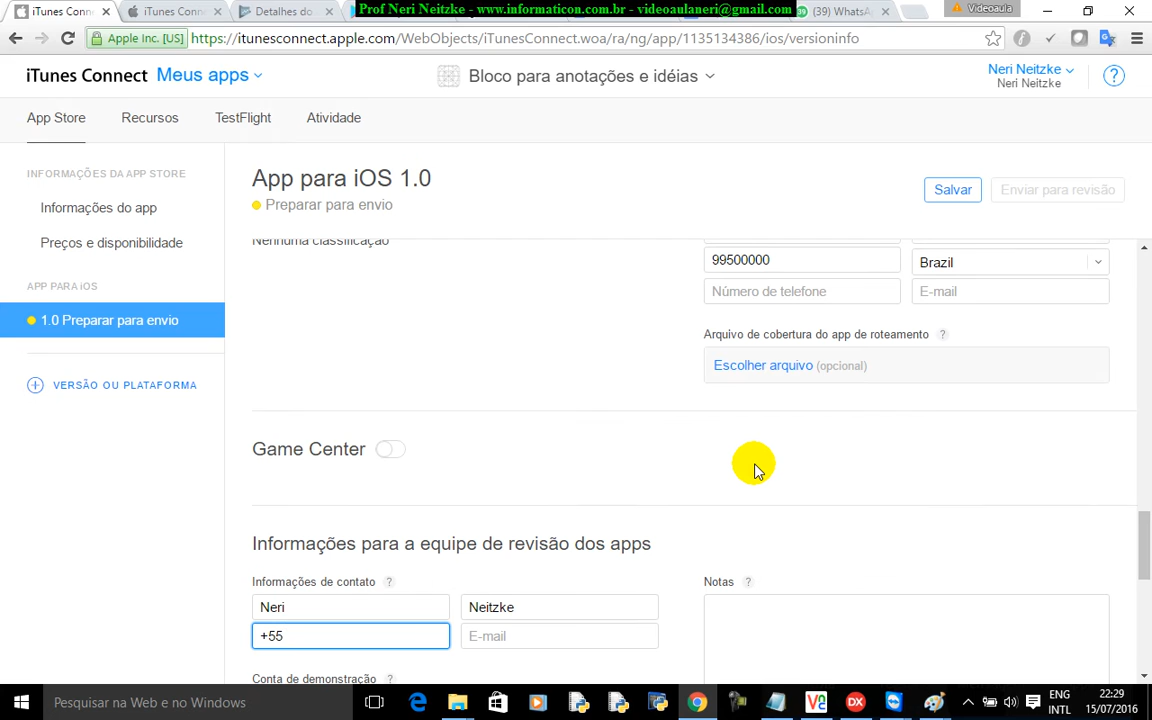 iTunes Conn
iTunes Conn
Detalhes do
Prof Neri Neitzke - www.informaticon.com.br - videoaulaneri@gmail.com
(39) WhatsA
Videoaula
Apple Inc. [US]
https://itunesconnect.apple.com/WebObjects/iTunesConnect.woa/ra/ng/app/1135134386/ios/versioninfo
iTunes Connect
Meus apps
Bloco para anotações e idéias
Neri Neitzke
Neri Neitzke
?
App Store
Recursos
TestFlight
Atividade
INFORMAÇÕES DA APP STORE
Informações do app
Preços e disponibilidade
APP PARA iOS
1.0 Preparar para envio
VERSÃO OU PLATAFORMA
App para iOS 1.0
Preparar para envio
Salvar
Enviar para revisão
Nenhuma classificação
99500000
Brazil
Número de telefone
E-mail
Arquivo de cobertura do app de roteamento ?
Escolher arquivo (opcional)
Game Center
Informações para a equipe de revisão dos apps
Informações de contato ?
Neri
Neitzke
+55
E-mail
Notas ?
Conta de demonstração ?
Pesquisar na Web e no Windows
ENG
INTL
22:29
15/07/2016